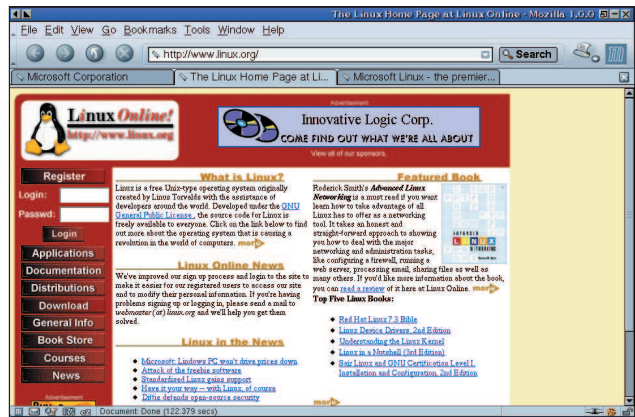 The Linux Home Page at Linux Online - Mozilla 1.0.0
File Edit View Go Bookmarks Tools Window Help
http://www.linux.org/
Search
Microsoft Corporation
The Linux Home Page at Li...
Microsoft Linux - the premier...
Linux Online!
http://www.linux.org
Advertisement
Innovative Logic Corp.
COME FIND OUT WHAT WE'RE ALL ABOUT
View all of our sponsors.
Register
Login:
Passwd:
Login
Applications
Documentation
Distributions
Download
General Info
Book Store
Courses
News
Advertisement
What is Linux?
Linux is a free Unix-type operating system originally
created by Linus Torvalds with the assistance of
developers around the world. Developed under the GNU
General Public License , the source code for Linux is
freely available to everyone. Click on the link below to find
out more about the operating system that is causing a
revolution in the world of computers. more
Linux Online News
We've improved our sign up process and login to the site to
make it easier for our registered users to access our site
and to modify their personal information. If you're having
problems signing up or logging in, please send a mail to
webmaster (at) linux.org and we'll help you get them
solved.
Linux in the News
Microsoft: Lindows PC won't drive prices down
Attack of the freebie software
Standardised Linux gains support
Have it your way -- with Linux, of course
Diffie defends open-source security
Featured Book
Roderick Smith's Advanced Linux
Networking is a must read if you want
learn how to take advantage of all
Linux has to offer as a networking
tool. It takes an honest and
straight-forward approach to showing
you how to deal with the major
networking and administration tasks,
like configuring a firewall, running a
web server, processing email, sharing files as well as
many others. If you'd like more information about the book,
you can read a review of it here at Linux Online. more
ADVANCED
LINUX
NETWORKING
Top Five Linux Books:
Red Hat Linux 7.3 Bible
Linux Device Drivers, 2nd Edition
Understanding the Linux Kernel
Linux in a Nutshell (3rd Edition)
Sair Linux and GNU Certification Level I,
Installation and Configuration, 2nd Edition
more
Document: Done (122.379 secs)